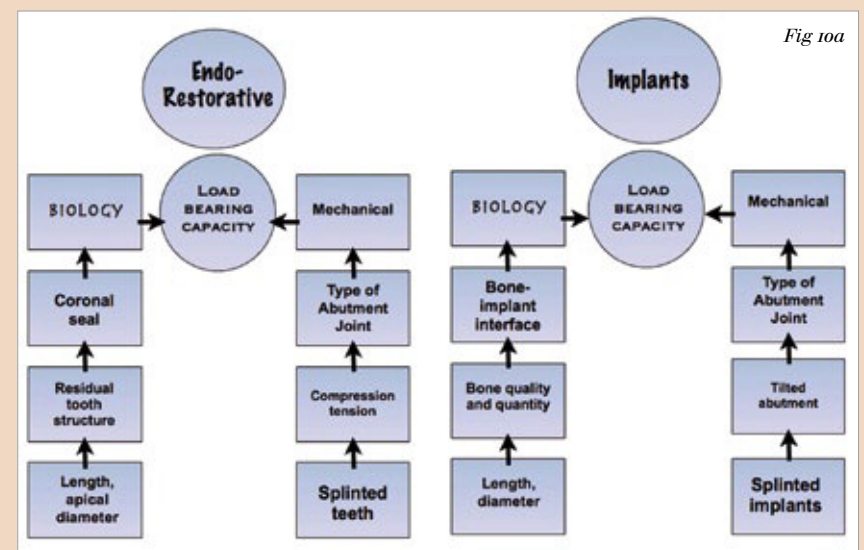 Fig 10a
Endo-
Restorative
BIOLOGY
LOAD
BEARING
CAPACITY
Mechanical
Coronal
seal
Type of
Abutment
Joint
Residual
tooth
structure
Compression
tension
Length,
apical
diameter
Splinted
teeth
Implants
BIOLOGY
LOAD
BEARING
CAPACITY
Mechanical
Bone-
implant
interface
Type of
Abutment
Joint
Bone quality
and quantity
Tilted
abutment
Length,
diameter
Splinted
implants